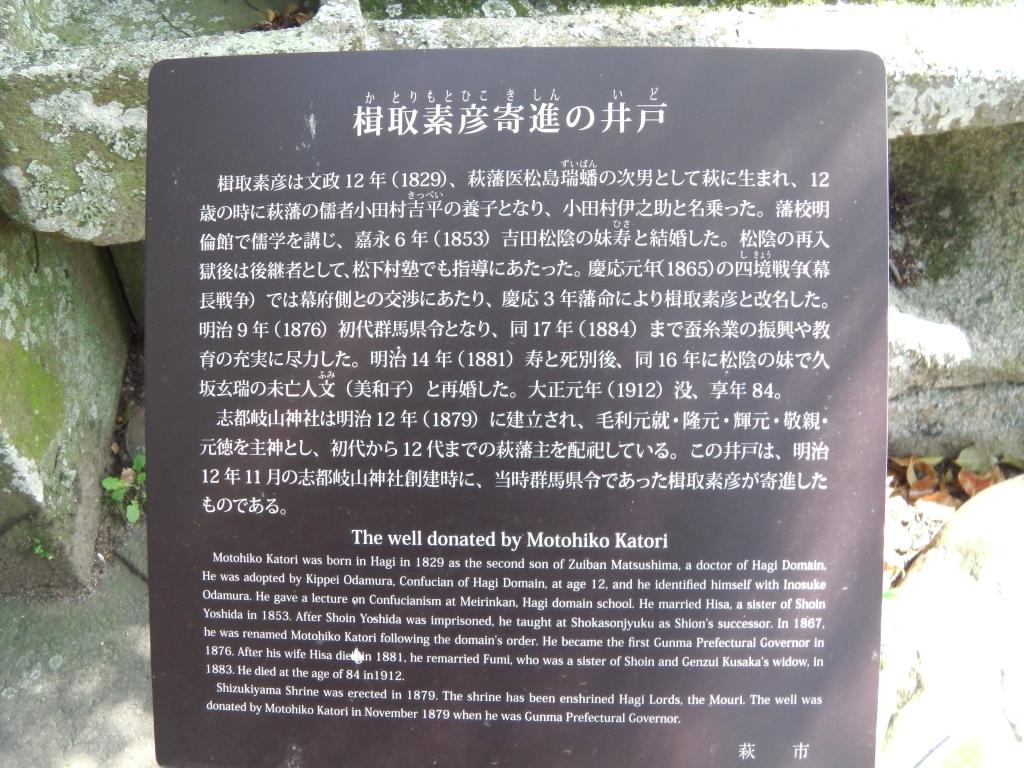 かとりもとひこきしん いど
楫取素彦寄進の井戸
ずいばん
楫取素彦は文政12年(1829)、萩藩医松島瑞蟠の次男として萩に生まれ、12
きっぺい
歳の時に萩藩の儒者小田村吉平の養子となり、小田村伊之助と名乗った。藩校明
ひさ
倫館で儒学を講じ、嘉永6年(1853)吉田松陰の妹寿と結婚した。松陰の再入
しきょう
獄後は後継者として、松下村塾でも指導にあたった。慶応元年(1865)の四境戦争(幕
長戦争)では幕府側との交渉にあたり、慶応3年藩命により楫取素彦と改名した。
明治9年(1876)初代群馬県令となり、同17年(1884)まで蚕糸業の振興や教
育の充実に尽力した。明治14年(1881)寿と死別後、同16年に松陰の妹で久
ふみ
坂玄瑞の未亡人文(美和子)と再婚した。大正元年(1912)没、享年84。
志都岐山神社は明治12年(1879)に建立され、毛利元就・隆元・輝元・敬親・
元徳を主神とし、初代から12代までの萩藩主を配祀している。この井戸は、明治
12年11月の志都岐山神社創建時に、当時群馬県令であった楫取素彦が寄進した
ものである。
The well donated by Motohiko Katori
Motohiko Katori was born in Hagi in 1829 as the second son of Zuiban Matsushima, a doctor of Hagi Domain.
He was adopted by Kippei Odamura, Confucian of Hagi Domain, at age 12, and he identified himself with Inosuke
Odamura. He gave a lecture on Confucianism at Meirinkan, Hagi domain school. He married Hisa, a sister of Shoin
Yoshida in 1853. After Shoin Yoshida was imprisoned, he taught at Shokasonjyuku as Shion's successor. In 1867,
he was renamed Motohiko Katori following the domain's order. He became the first Gunma Prefectural Governor in
1876. After his wife Hisa died in 1881, he remarried Fumi, who was a sister of Shoin and Genzui Kusaka's widow, in
1883. He died at the age of 84 in1912.
Shizukiyama Shrine was erected in 1879. The shrine has been enshrined Hagi Lords, the Mouri. The well was
donated by Motohiko Katori in November 1879 when he was Gunma Prefectural Governor.
萩 市